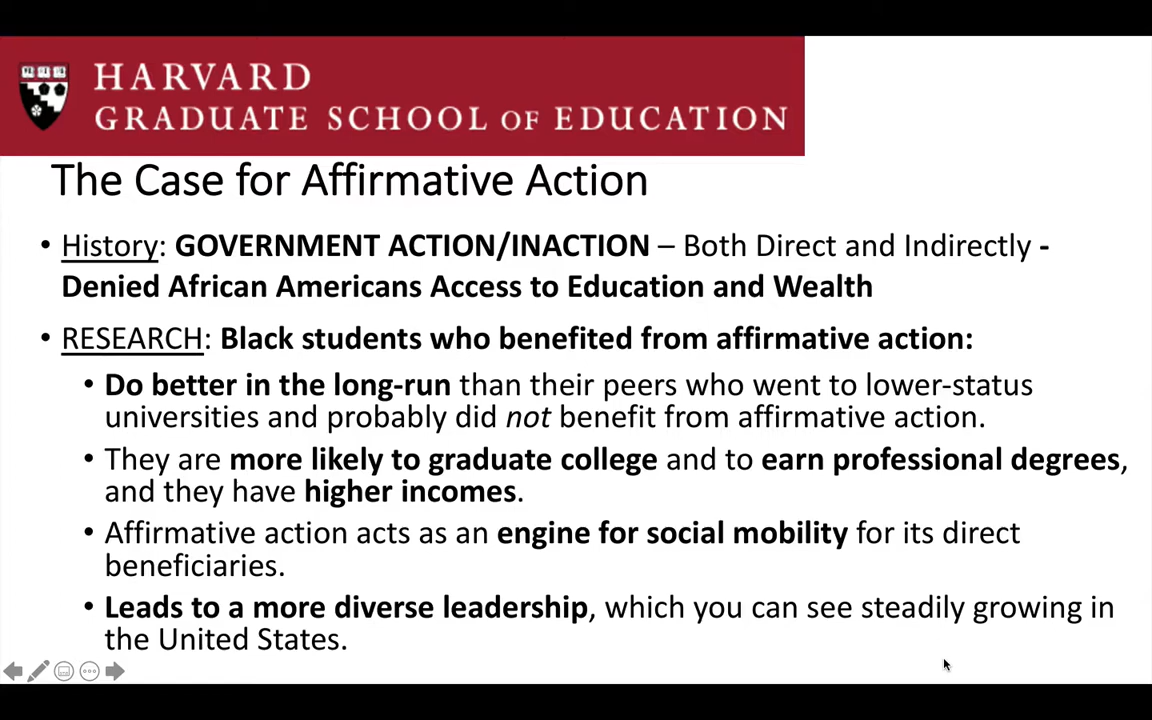 HARVARD
GRADUATE SCHOOL OF EDUCATION
The Case for Affirmative Action
• History: GOVERNMENT ACTION/INACTION – Both Direct and Indirectly -
Denied African Americans Access to Education and Wealth
• RESEARCH: Black students who benefited from affirmative action:
• Do better in the long-run than their peers who went to lower-status
universities and probably did not benefit from affirmative action.
• They are more likely to graduate college and to earn professional degrees,
and they have higher incomes.
• Affirmative action acts as an engine for social mobility for its direct
beneficiaries.
• Leads to a more diverse leadership, which you can see steadily growing in
the United States.